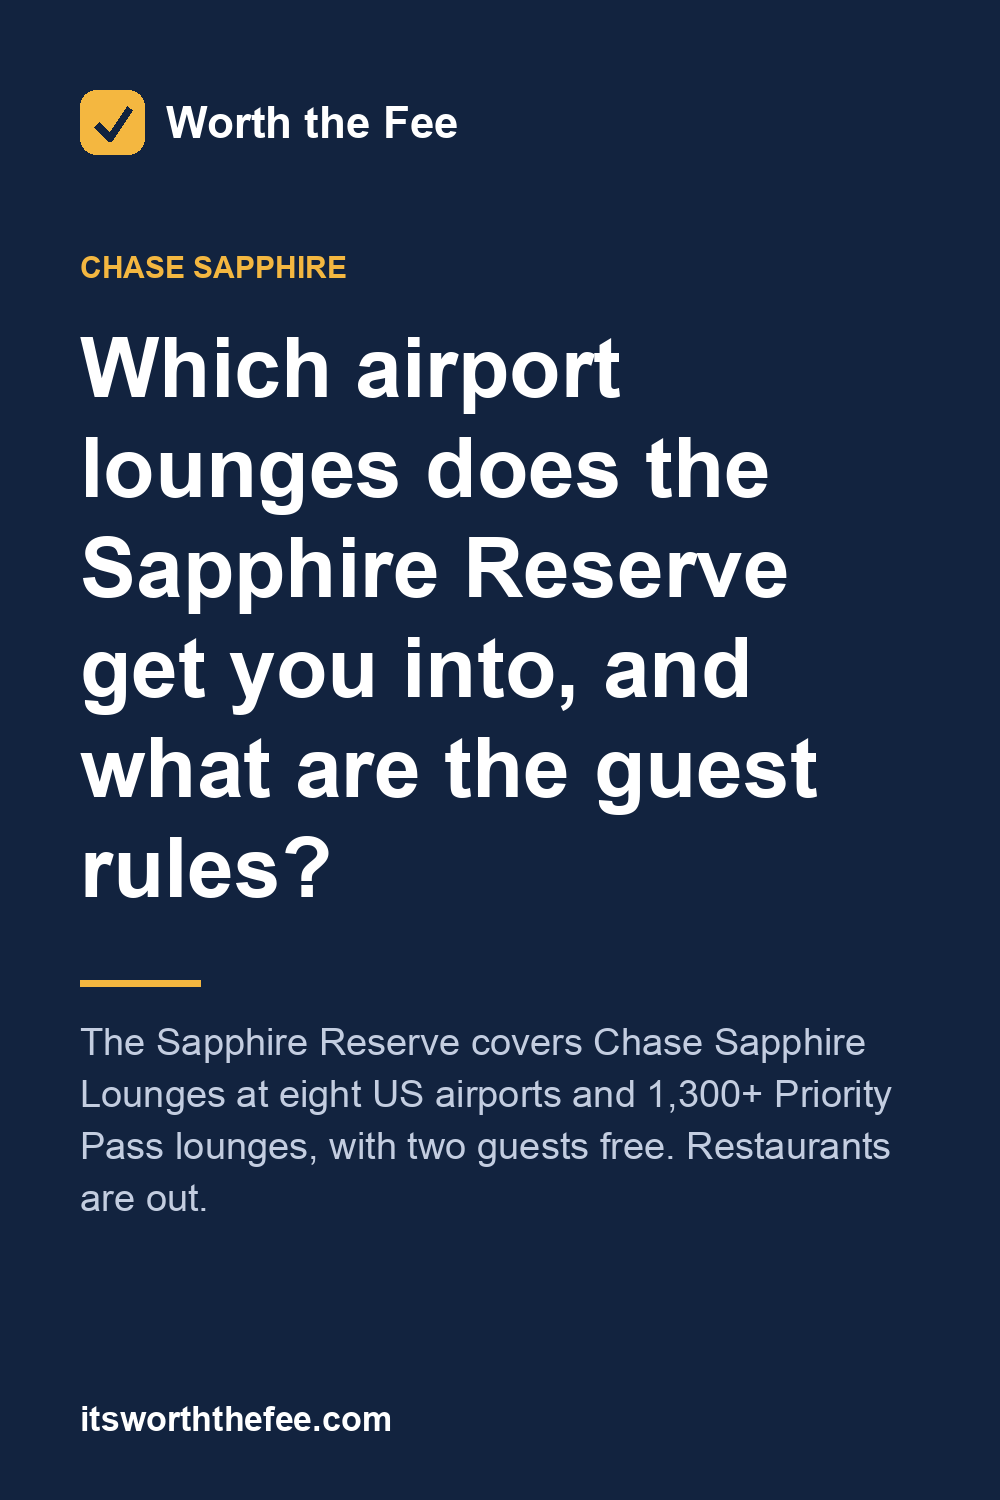 Worth the Fee
CHASE SAPPHIRE
Which airport
lounges does the
Sapphire Reserve
get you into, and
what are the guest
rules?
The Sapphire Reserve covers Chase Sapphire
Lounges at eight US airports and 1,300+ Priority
Pass lounges, with two guests free. Restaurants
are out.
itsworththefee.com